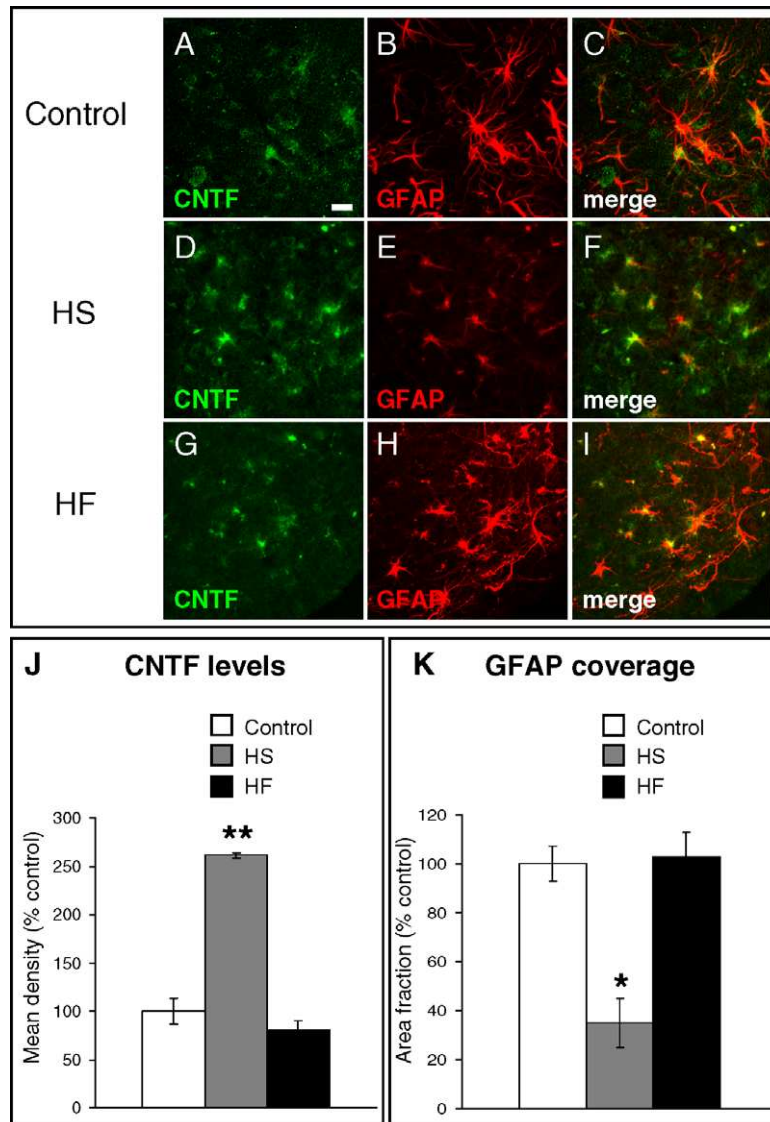 A
B
C
Control
CNTF
GFAP
merge
D
E
F
HS
CNTF
GFAP
merge
G
H
I
HF
CNTF
GFAP
merge
J CNTF levels
Control
HS
HF
Mean density (% control)
300
250
200
150
100
50
0
**
K GFAP coverage
Control
HS
HF
Area fraction (% control)
120
100
80
60
40
20
0
*